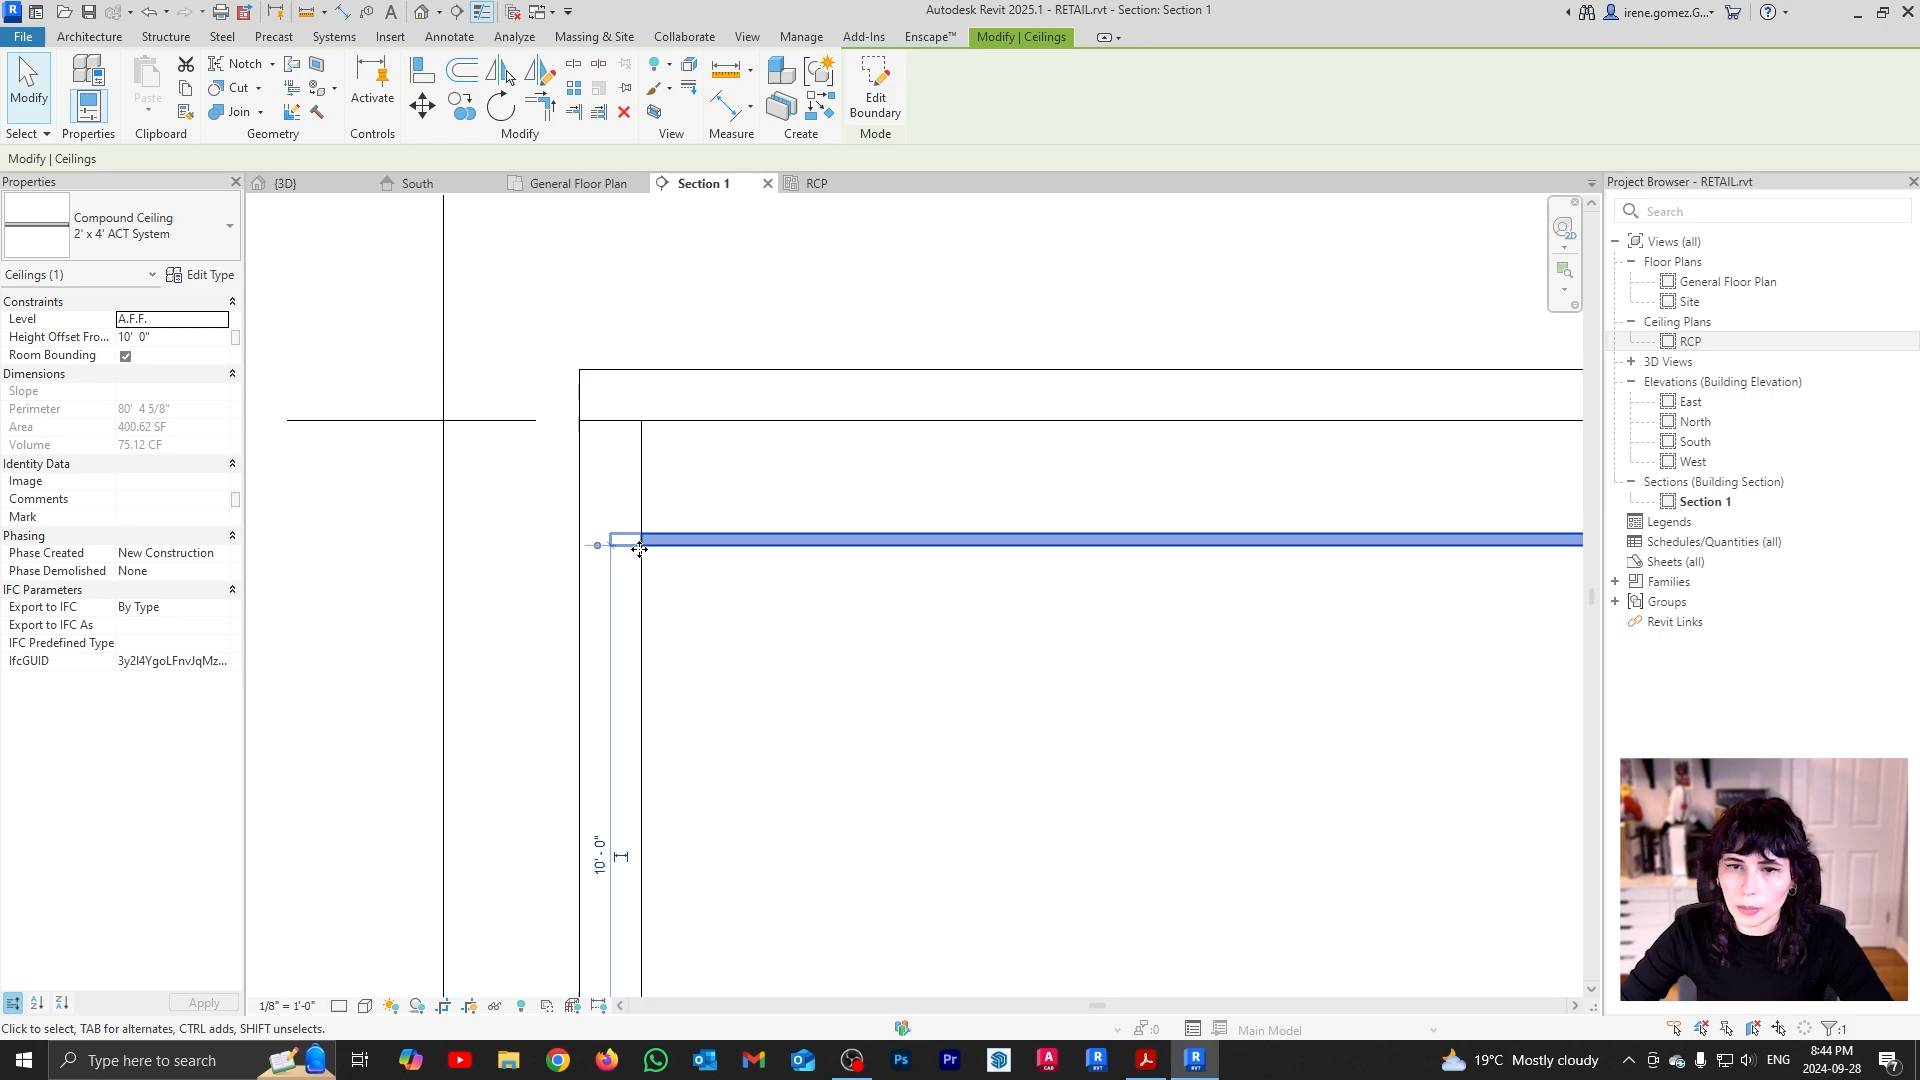 Autodesk Revit 2025.1 - RETAIL.rvt - Section: Section 1
irene.gomez.G...
File Architecture Structure Steel Precast Systems Insert Annotate Analyze Massing & Site Collaborate View Manage Add-Ins Enscape™ Modify | Ceilings
Modify
Paste
Notch
Cut
Join
Activate
Edit
Boundary
Select Properties Clipboard Geometry Controls Modify View Measure Create Mode
Modify | Ceilings
Properties
{3D} South General Floor Plan Section 1 RCP
Compound Ceiling
2' x 4' ACT System
Ceilings (1) Edit Type
Constraints
Level A.F.F.
Height Offset Fro... 10' 0"
Room Bounding
Dimensions
Slope
Perimeter 80' 4 5/8"
Area 400.62 SF
Volume 75.12 CF
Identity Data
Image
Comments
Mark
Phasing
Phase Created New Construction
Phase Demolished None
IFC Parameters
Export to IFC By Type
Export to IFC As
IFC Predefined Type
IfcGUID 3y2I4YgoLFnvJqMz...
Apply
2D
10' - 0"
Project Browser - RETAIL.rvt
Search
Views (all)
Floor Plans
General Floor Plan
Site
Ceiling Plans
RCP
3D Views
Elevations (Building Elevation)
East
North
South
West
Sections (Building Section)
Section 1
Legends
Schedules/Quantities (all)
Sheets (all)
Families
Groups
Revit Links
1/8" = 1'-0"
Click to select, TAB for alternates, CTRL adds, SHIFT unselects.
:0
Main Model
:1
Type here to search
19°C Mostly cloudy
ENG
8:44 PM
2024-09-28